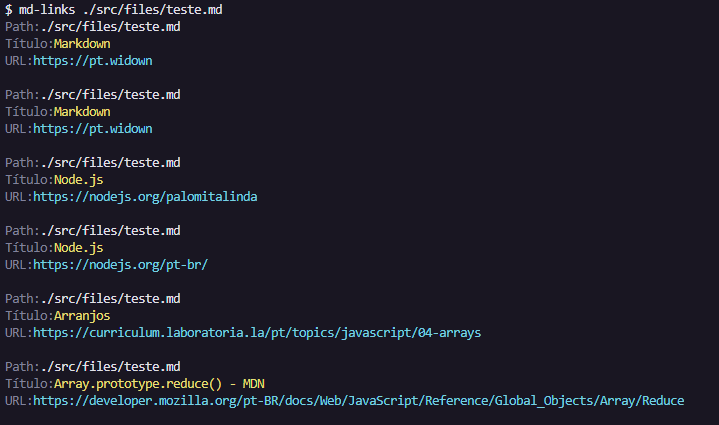 $ md-links ./src/files/teste.md
Path:./src/files/teste.md
Título:Markdown
URL:https://pt.widown
Path:./src/files/teste.md
Título:Markdown
URL:https://pt.widown
Path:./src/files/teste.md
Título:Node.js
URL:https://nodejs.org/palomitalinda
Path:./src/files/teste.md
Título:Node.js
URL:https://nodejs.org/pt-br/
Path:./src/files/teste.md
Título:Arranjos
URL:https://curriculum.laboratoria.la/pt/topics/javascript/04-arrays
Path:./src/files/teste.md
Título:Array.prototype.reduce() - MDN
URL:https://developer.mozilla.org/pt-BR/docs/Web/JavaScript/Reference/Global_Objects/Array/Reduce